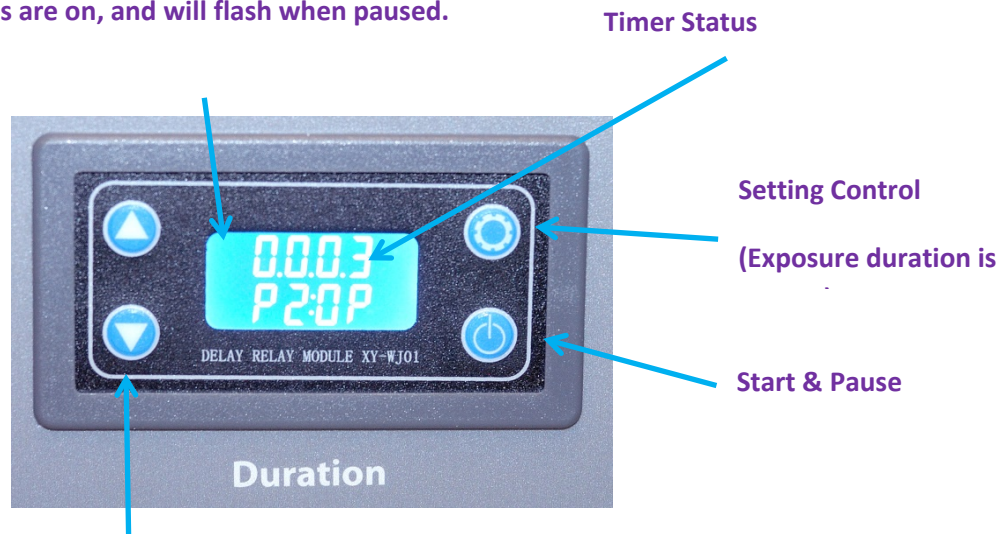 s are on, and will flash when paused.
Timer Status
Setting Control
(Exposure duration is
0.0.0.3
P2:0P
DELAY RELAY MODULE XY-WJ01
Start & Pause
Duration